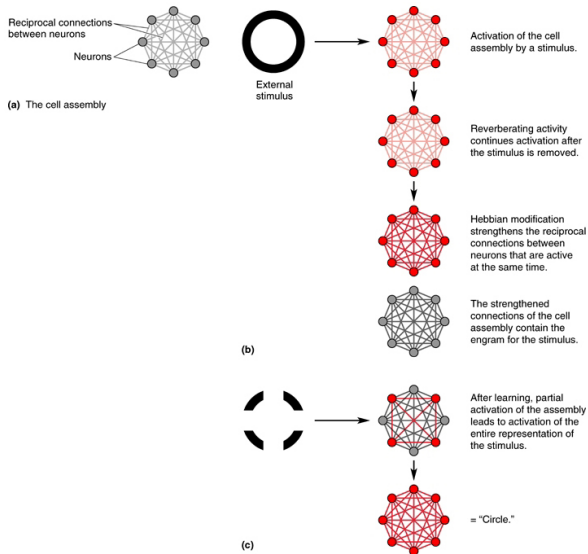 Reciprocal connections
between neurons
Neurons
(a) The cell assembly
External
stimulus
Activation of the cell
assembly by a stimulus.
Reverberating activity
continues activation after
the stimulus is removed.
Hebbian modification
strengthens the reciprocal
connections between
neurons that are active
at the same time.
The strengthened
connections of the cell
assembly contain the
engram for the stimulus.
(b)
After learning, partial
activation of the assembly
leads to activation of the
entire representation of
the stimulus.
= “Circle.”
(c)